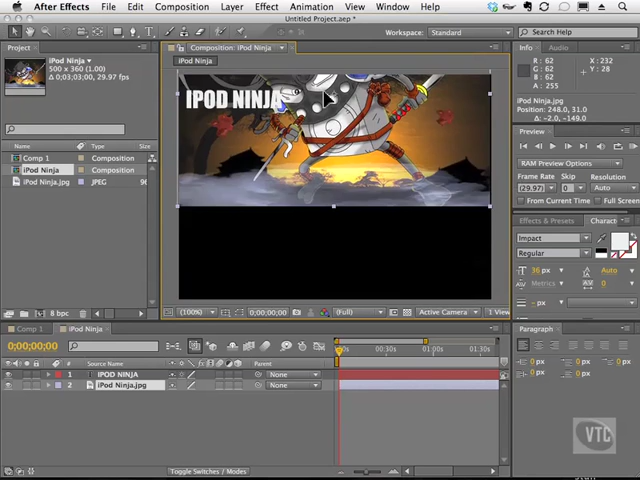 After Effects File Edit Composition Layer Effect Animation View Window Help
Untitled Project.aep *
Workspace: Standard Search Help
Project
iPod Ninja
500 x 360 (1.00)
Δ 0;03;03;00, 29.97 fps
Name Type
Comp 1 Composition
iPod Ninja Composition
iPod Ninja.jpg JPEG 96
8 bpc
Composition: iPod Ninja
iPod Ninja
IPOD NINJA
(100%) 0;00;00;00 (Full) Active Camera 1 View
Info Audio
R : 62
G : 62
B : 62
A : 255
X : 232
Y : 28
iPod Ninja.jpg
Position: 248.0, 31.0
Δ: -2.0, -149.0
Preview
RAM Preview Options
Frame Rate Skip Resolution
(29.97) 0 Auto
From Current Time Full Screen
Effects & Presets Charact
Impact
Regular
36 px Auto
Metrics 0
- px
Paragraph
0 px 0 px
0 px 0 px
0 px
Comp 1 iPod Ninja
0;00;00;00
# Source Name Parent
1 IPOD NINJA None
2 iPod Ninja.jpg None
00s 00:30s 01:00s 01:30s
Toggle Switches / Modes
VTC